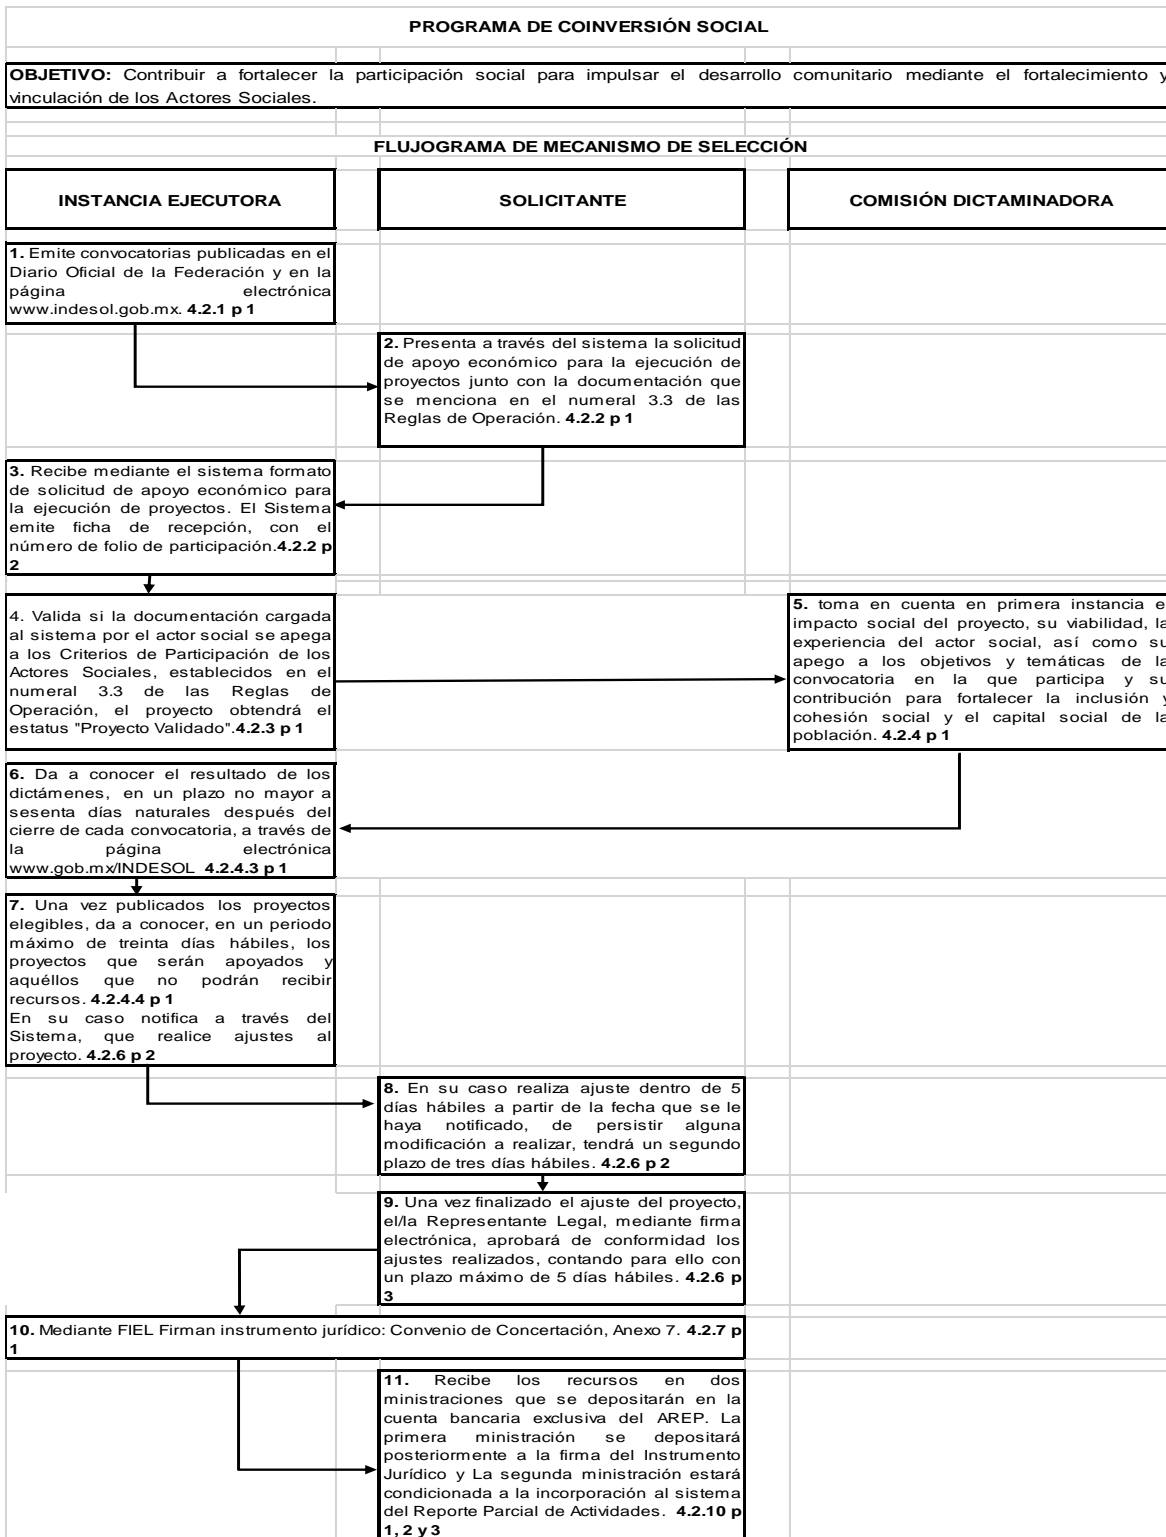 PROGRAMA DE COINVERSIÓN SOCIAL
OBJETIVO: Contribuir a fortalecer la participación social para impulsar el desarrollo comunitario mediante el fortalecimiento y
vinculación de los Actores Sociales.
FLUJOGRAMA DE MECANISMO DE SELECCIÓN
INSTANCIA EJECUTORA
SOLICITANTE
COMISIÓN DICTAMINADORA
1. Emite convocatorias publicadas en el
Diario Oficial de la Federación y en la
página electrónica
www.indesol.gob.mx. 4.2.1 p 1
2. Presenta a través del sistema la solicitud
de apoyo económico para la ejecución de
proyectos junto con la documentación que
se menciona en el numeral 3.3 de las
Reglas de Operación. 4.2.2 p 1
3. Recibe mediante el sistema formato
de solicitud de apoyo económico para
la ejecución de proyectos. El Sistema
emite ficha de recepción, con el
número de folio de participación.4.2.2 p
2
4. Valida si la documentación cargada
al sistema por el actor social se apega
a los Criterios de Participación de los
Actores Sociales, establecidos en el
numeral 3.3 de las Reglas de
Operación, el proyecto obtendrá el
estatus "Proyecto Validado".4.2.3 p 1
5. toma en cuenta en primera instancia el
impacto social del proyecto, su viabilidad, la
experiencia del actor social, así como su
apego a los objetivos y temáticas de la
convocatoria en la que participa y su
contribución para fortalecer la inclusión y
cohesión social y el capital social de la
población. 4.2.4 p 1
6. Da a conocer el resultado de los
dictámenes, en un plazo no mayor a
sesenta días naturales después del
cierre de cada convocatoria, a través de
la página electrónica
www.gob.mx/INDESOL 4.2.4.3 p 1
7. Una vez publicados los proyectos
elegibles, da a conocer, en un periodo
máximo de treinta días hábiles, los
proyectos que serán apoyados y
aquéllos que no podrán recibir
recursos. 4.2.4.4 p 1
En su caso notifica a través del
Sistema, que realice ajustes al
proyecto. 4.2.6 p 2
8. En su caso realiza ajuste dentro de 5
días hábiles a partir de la fecha que se le
haya notificado, de persistir alguna
modificación a realizar, tendrá un segundo
plazo de tres días hábiles. 4.2.6 p 2
9. Una vez finalizado el ajuste del proyecto,
el/la Representante Legal, mediante firma
electrónica, aprobará de conformidad los
ajustes realizados, contando para ello con
un plazo máximo de 5 días hábiles. 4.2.6 p
3
10. Mediante FIEL Firman instrumento jurídico: Convenio de Concertación, Anexo 7. 4.2.7 p
1
11. Recibe los recursos en dos
ministraciones que se depositarán en la
cuenta bancaria exclusiva del AREP. La
primera ministración se depositará
posteriormente a la firma del Instrumento
Jurídico y La segunda ministración estará
condicionada a la incorporación al sistema
del Reporte Parcial de Actividades. 4.2.10 p
1, 2 y 3